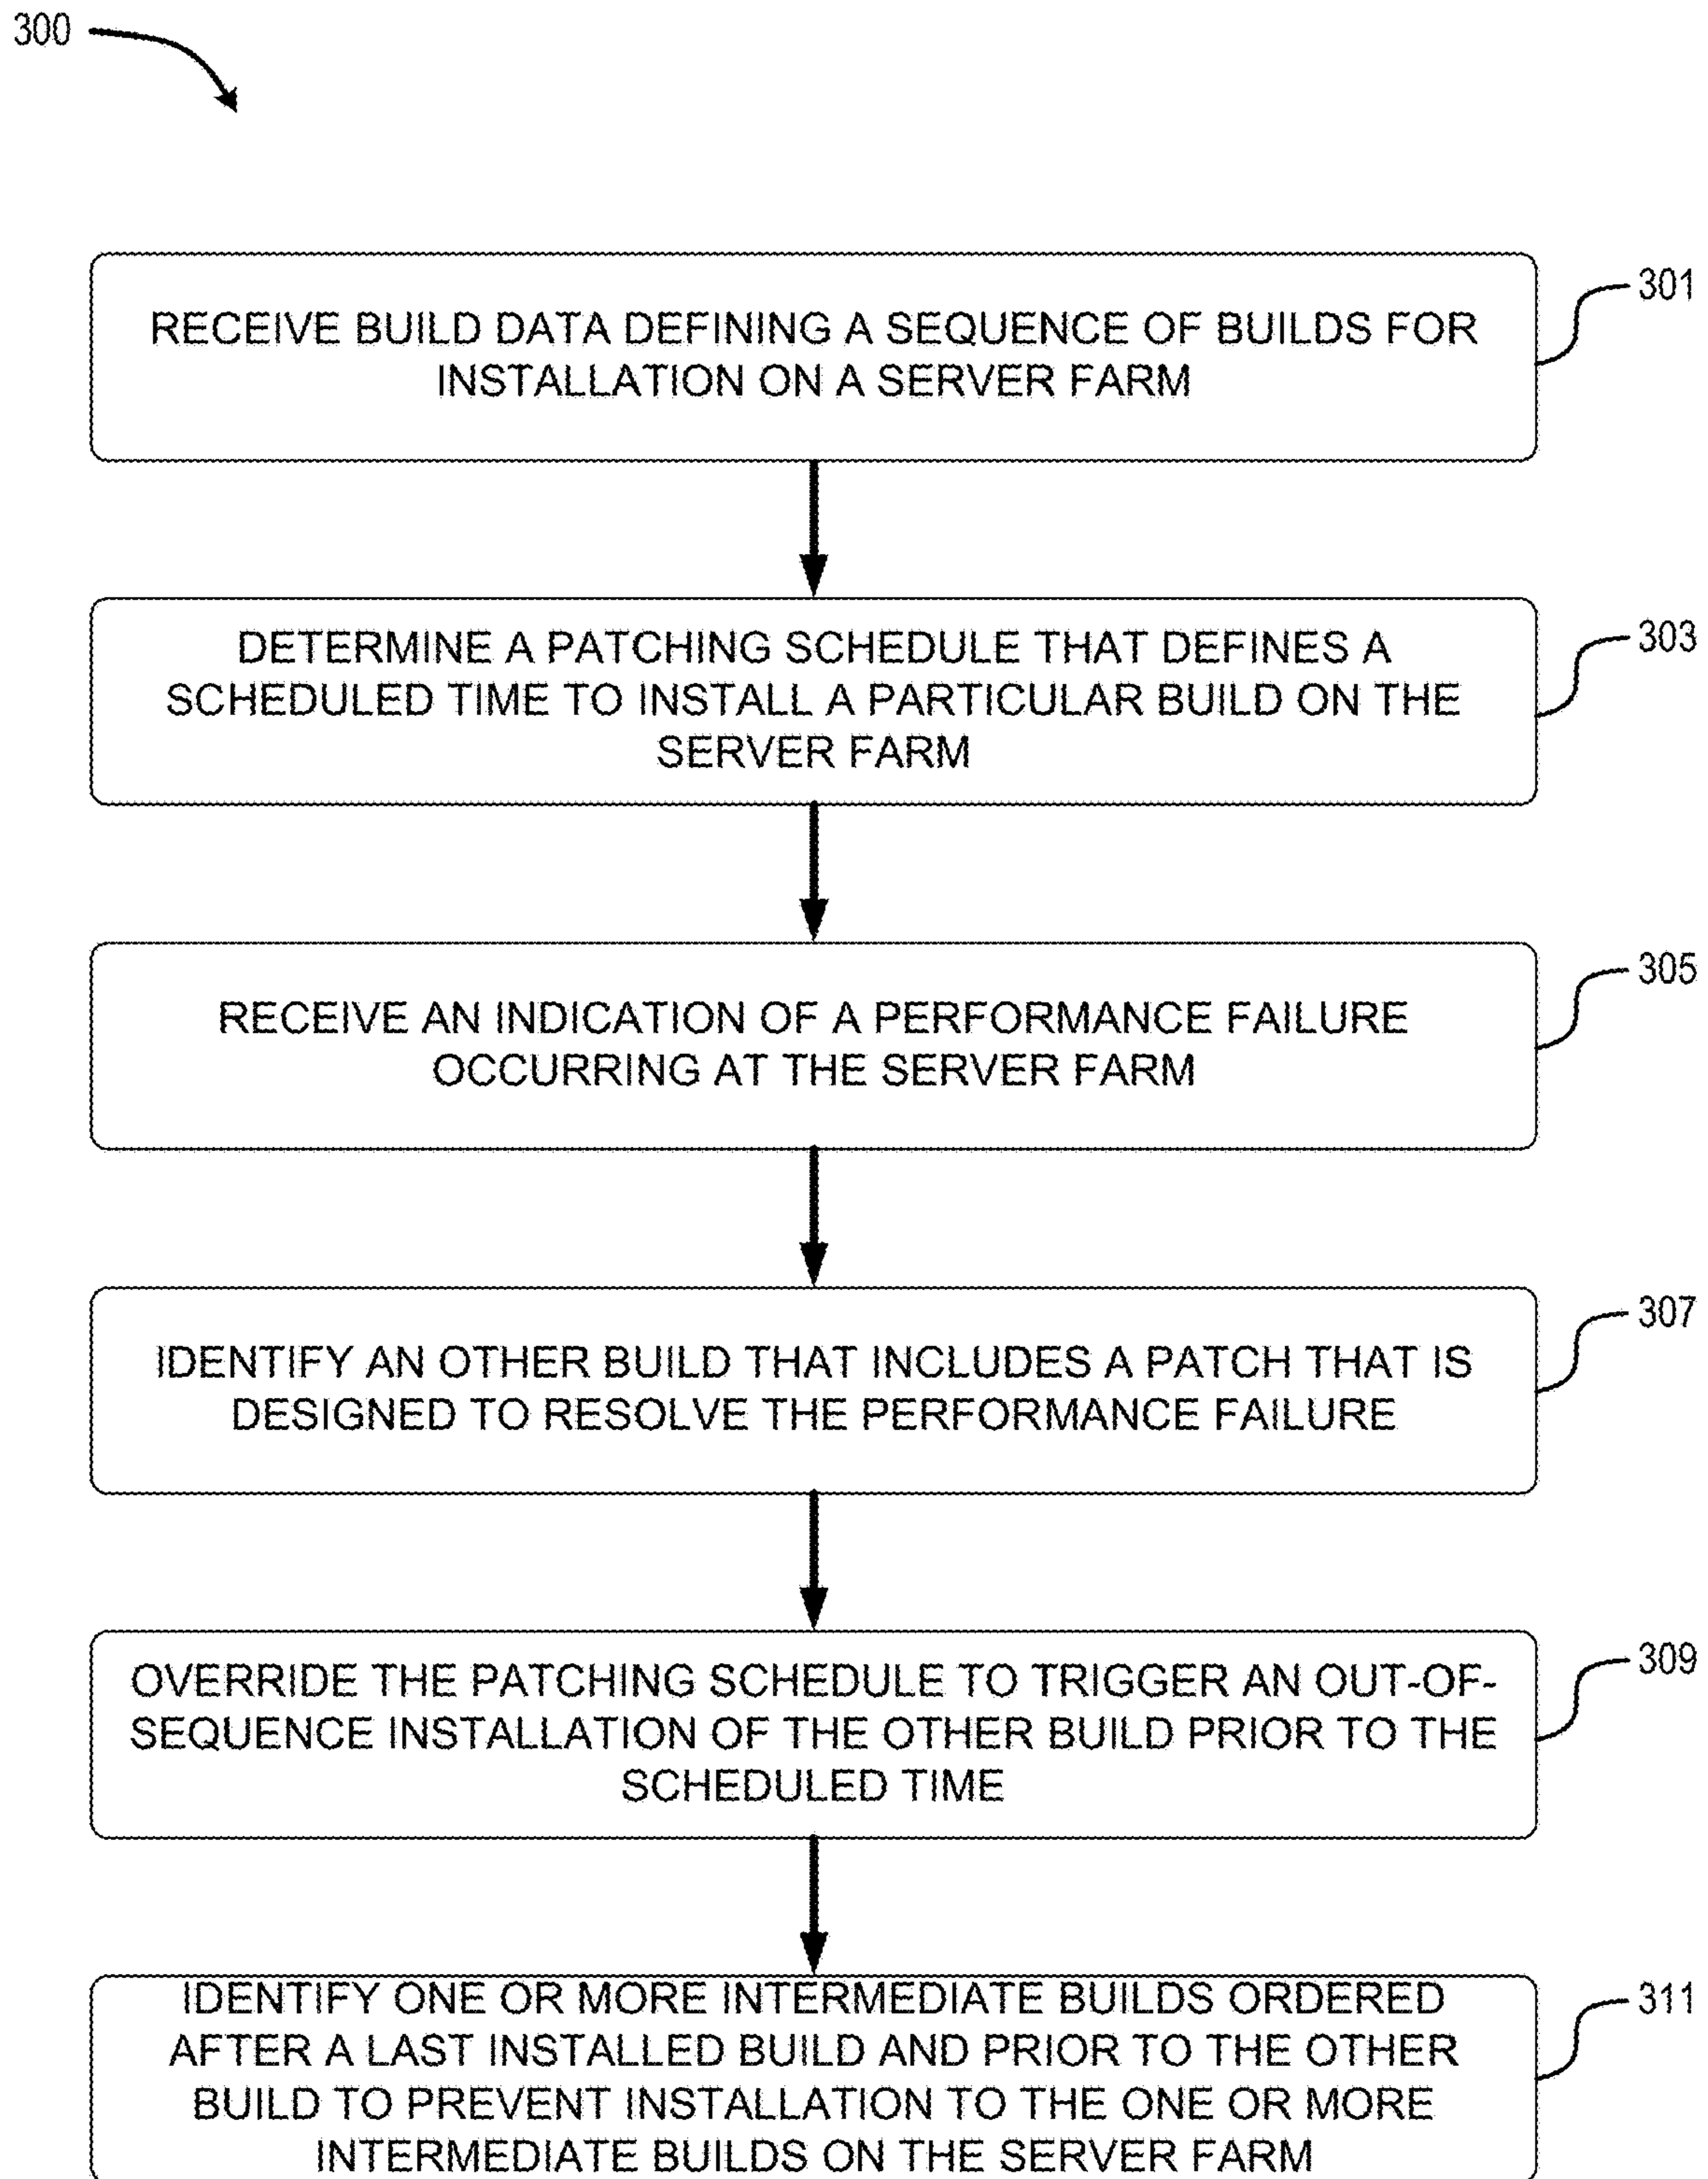 300
RECEIVE BUILD DATA DEFINING A SEQUENCE OF BUILDS FOR
INSTALLATION ON A SERVER FARM
301
DETERMINE A PATCHING SCHEDULE THAT DEFINES A
SCHEDULED TIME TO INSTALL A PARTICULAR BUILD ON THE
SERVER FARM
303
RECEIVE AN INDICATION OF A PERFORMANCE FAILURE
OCCURRING AT THE SERVER FARM
305
IDENTIFY AN OTHER BUILD THAT INCLUDES A PATCH THAT IS
DESIGNED TO RESOLVE THE PERFORMANCE FAILURE
307
OVERRIDE THE PATCHING SCHEDULE TO TRIGGER AN OUT-OF-
SEQUENCE INSTALLATION OF THE OTHER BUILD PRIOR TO THE
SCHEDULED TIME
309
IDENTIFY ONE OR MORE INTERMEDIATE BUILDS ORDERED
AFTER A LAST INSTALLED BUILD AND PRIOR TO THE OTHER
BUILD TO PREVENT INSTALLATION TO THE ONE OR MORE
INTERMEDIATE BUILDS ON THE SERVER FARM
311